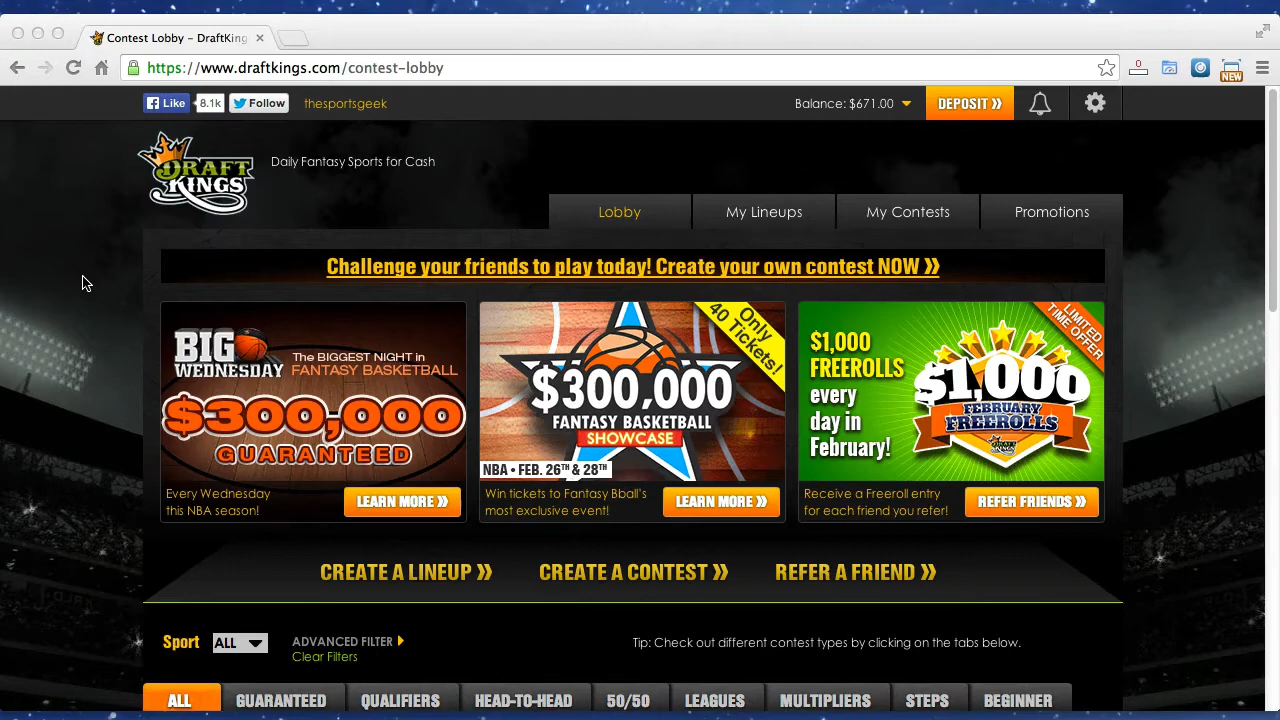 Contest Lobby – DraftKing
https://www.draftkings.com/contest-lobby
0
NEW
Like
8.1k
Follow
thesportsgeek
Balance: $671.00
DEPOSIT »
DRAFT
KINGS
Daily Fantasy Sports for Cash
Lobby
My Lineups
My Contests
Promotions
Challenge your friends to play today! Create your own contest NOW »
BIG
WEDNESDAY
The BIGGEST NIGHT in
FANTASY BASKETBALL
$300,000
GUARANTEED
Every Wednesday
this NBA season!
LEARN MORE »
Only
40 Tickets!
$300,000
FANTASY BASKETBALL
SHOWCASE
NBA • FEB. 26TH & 28TH
Win tickets to Fantasy Bball's
most exclusive event!
LEARN MORE »
LIMITED
TIME OFFER
$1,000
FREEROLLS
every
day in
February!
$1,000
FEBRUARY
FREEROLLS
Receive a Freeroll entry
for each friend you refer!
REFER FRIENDS »
CREATE A LINEUP »
CREATE A CONTEST »
REFER A FRIEND »
Sport
ALL
ADVANCED FILTER
Clear Filters
Tip: Check out different contest types by clicking on the tabs below.
ALL
GUARANTEED
QUALIFIERS
HEAD-TO-HEAD
50/50
LEAGUES
MULTIPLIERS
STEPS
BEGINNER